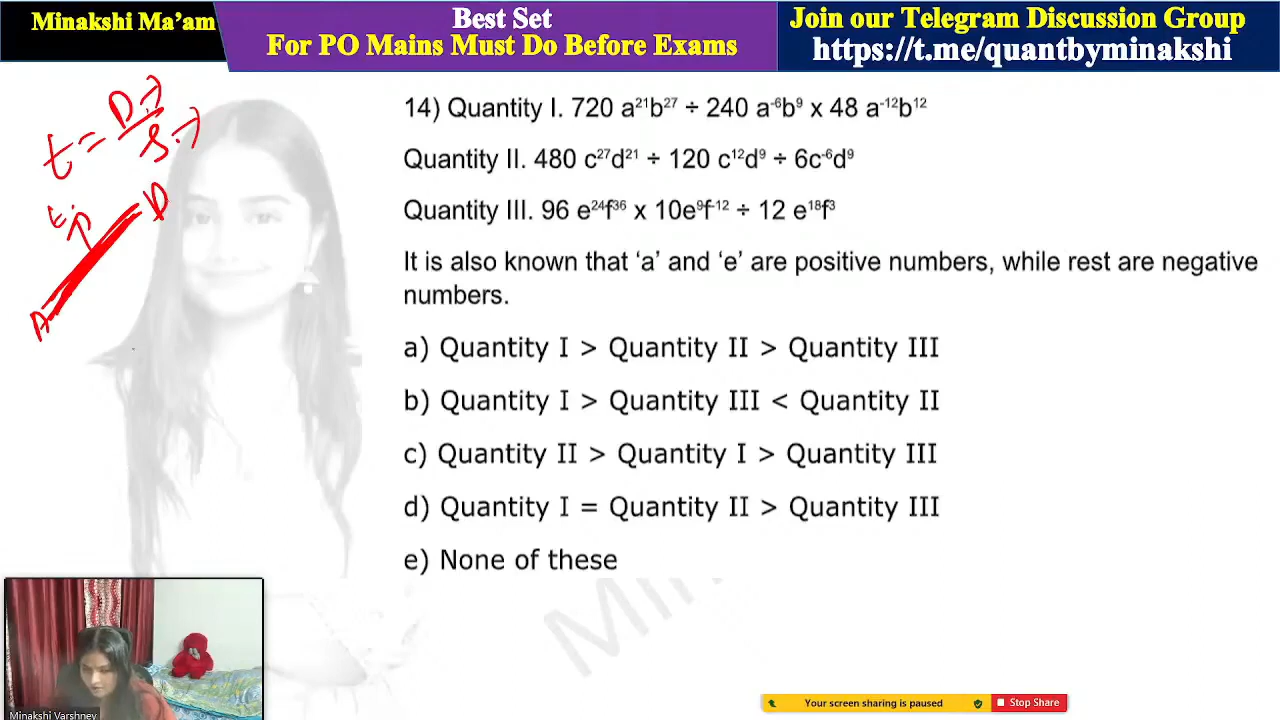 Minakshi Ma’am
Best Set
For PO Mains Must Do Before Exams
Join our Telegram Discussion Group
https://t.me/quantbyminakshi
t = D.→/S.→
D
A
14) Quantity I. 720 a²¹b²⁷ ÷ 240 a⁻⁶b⁹ x 48 a⁻¹²b¹²
Quantity II. 480 c²⁷d²¹ ÷ 120 c¹²d⁹ ÷ 6c⁻⁶d⁹
Quantity III. 96 e²⁴f³⁶ x 10e⁹f⁻¹² ÷ 12 e¹⁸f³
It is also known that ‘a’ and ‘e’ are positive numbers, while rest are negative
numbers.
a) Quantity I > Quantity II > Quantity III
b) Quantity I > Quantity III < Quantity II
c) Quantity II > Quantity I > Quantity III
d) Quantity I = Quantity II > Quantity III
e) None of these
Minakshi Varshney
Your screen sharing is paused
Stop Share